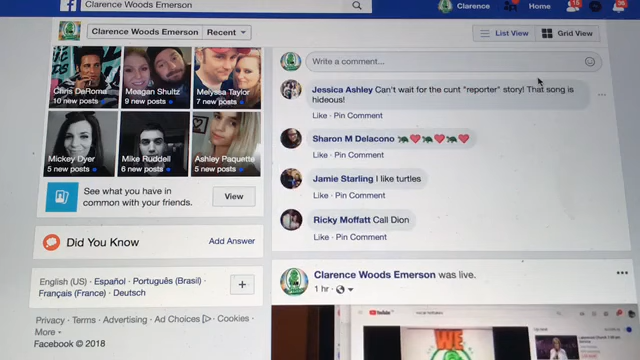 Clarence Woods Emerson
Clarence
Home
Clarence Woods Emerson
Recent
List View
Grid View
Chris DeRoma
10 new posts
Meagan Shultz
9 new posts
Melyssa Taylor
7 new posts
Mickey Dyer
5 new posts
Mike Ruddell
5 new posts
Ashley Paquette
5 new posts
See what you have in
common with your friends.
View
Did You Know
Add Answer
English (US) · Español · Português (Brasil) ·
Français (France) · Deutsch
+
Privacy · Terms · Advertising · Ad Choices · Cookies ·
More
Facebook © 2018
Write a comment...
Jessica Ashley Can't wait for the cunt "reporter" story! That song is
hideous!
Like · Pin Comment
Sharon M Delacono
Like · Pin Comment
Jamie Starling I like turtles
Like · Pin Comment
Ricky Moffatt Call Dion
Like · Pin Comment
Clarence Woods Emerson was live.
1 hr
YouTube
WE